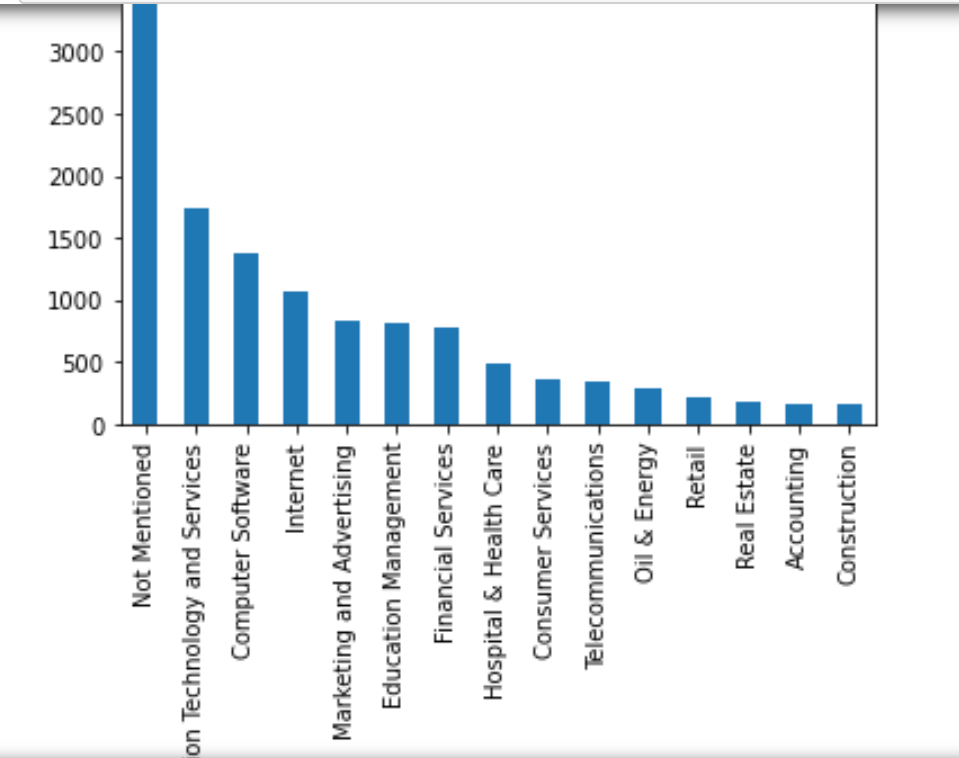 3000
2500
2000
1500
1000
500
0
Not Mentioned
Technology and Services
Computer Software
Internet
Marketing and Advertising
Education Management
Financial Services
Hospital & Health Care
Consumer Services
Telecommunications
Oil & Energy
Retail
Real Estate
Accounting
Construction